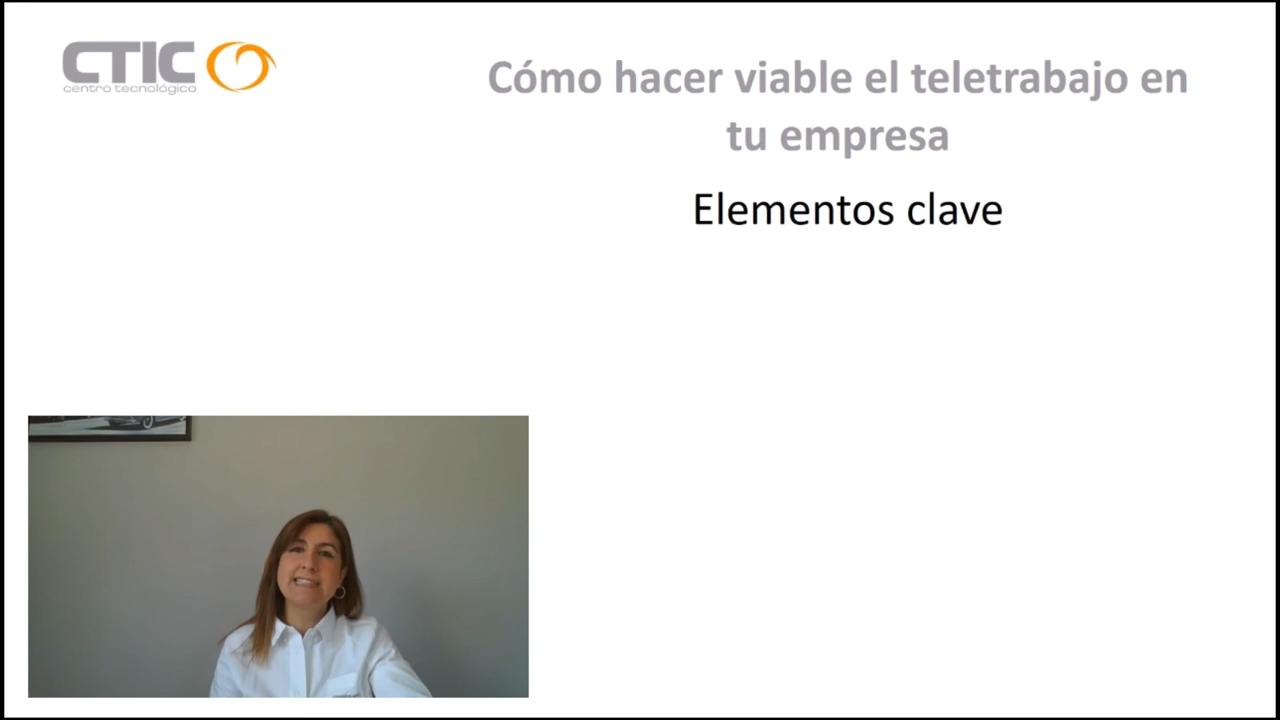 CTIC
centro tecnológico
Cómo hacer viable el teletrabajo en
tu empresa
Elementos clave